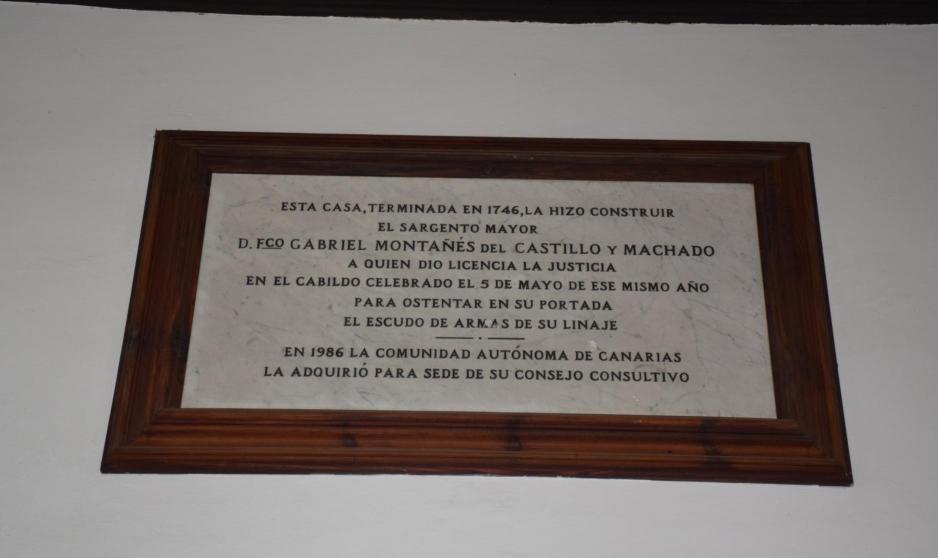 ESTA CASA, TERMINADA EN 1746, LA HIZO CONSTRUIR
EL SARGENTO MAYOR
D. FCO GABRIEL MONTAÑÉS DEL CASTILLO Y MACHADO
A QUIEN DIO LICENCIA LA JUSTICIA
EN EL CABILDO CELEBRADO EL 5 DE MAYO DE ESE MISMO AÑO
PARA OSTENTAR EN SU PORTADA
EL ESCUDO DE ARMAS DE SU LINAJE
EN 1986 LA COMUNIDAD AUTÓNOMA DE CANARIAS
LA ADQUIRIÓ PARA SEDE DE SU CONSEJO CONSULTIVO